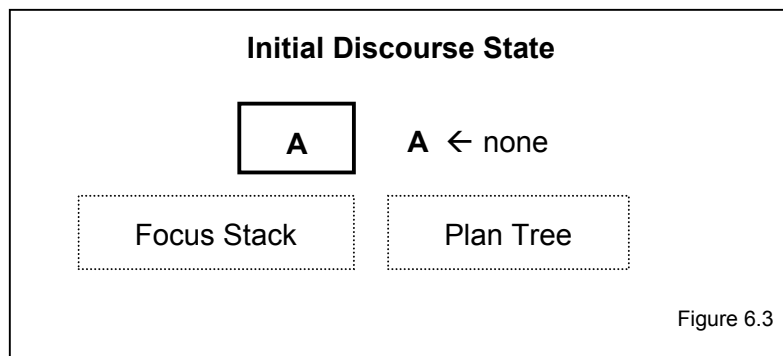 Initial Discourse State
A A ← none
Focus Stack Plan Tree
Figure 6.3